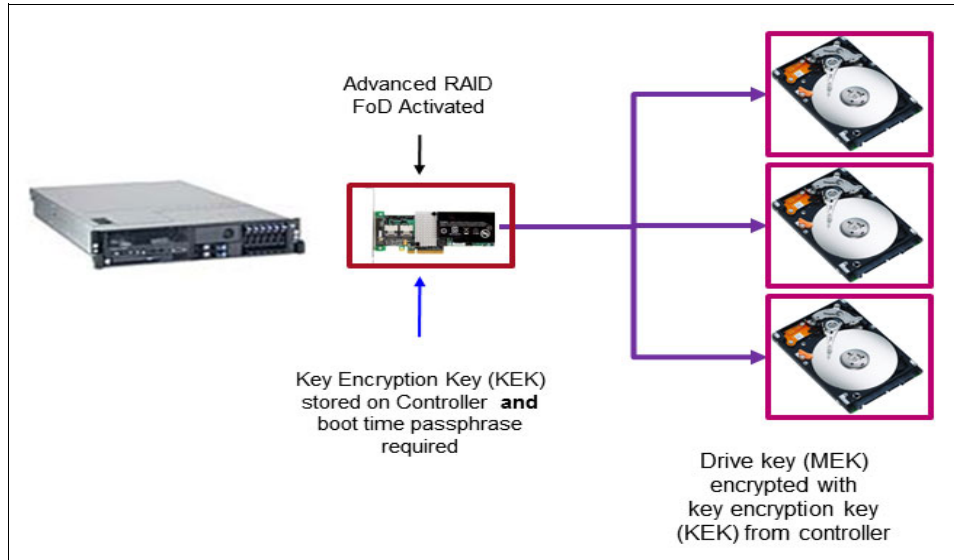 Advanced RAID
FoD Activated
Key Encryption Key (KEK)
stored on Controller and
boot time passphrase
required
Drive key (MEK)
encrypted with
key encryption key
(KEK) from controller